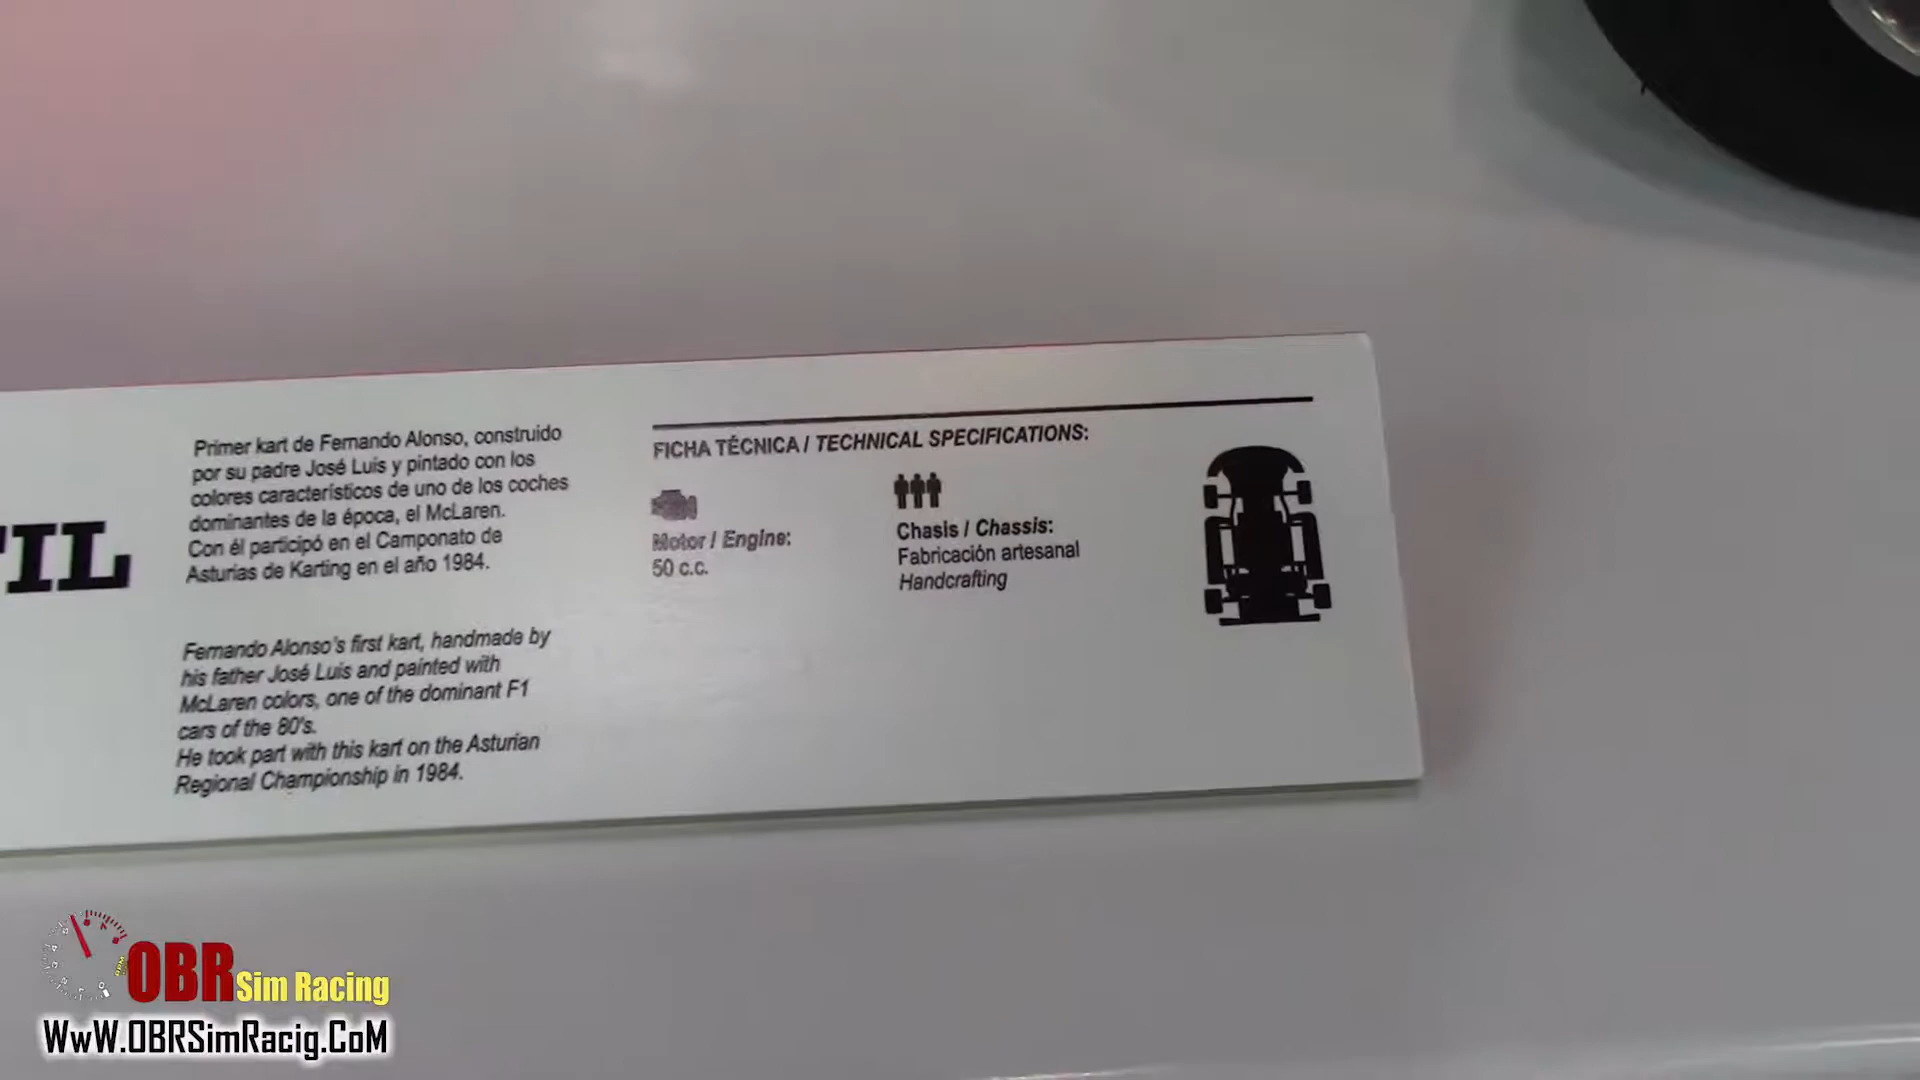 TIL
Primer kart de Fernando Alonso, construido
por su padre José Luis y pintado con los
colores característicos de uno de los coches
dominantes de la época, el McLaren.
Con él participó en el Camponato de
Asturias de Karting en el año 1984.
Fernando Alonso's first kart, handmade by
his father José Luis and painted with
McLaren colors, one of the dominant F1
cars of the 80's.
He took part with this kart on the Asturian
Regional Championship in 1984.
FICHA TÉCNICA / TECHNICAL SPECIFICATIONS:
Motor / Engine:
50 c.c.
Chasis / Chassis:
Fabricación artesanal
Handcrafting
OBR Sim Racing
WwW.OBRSimRacig.CoM